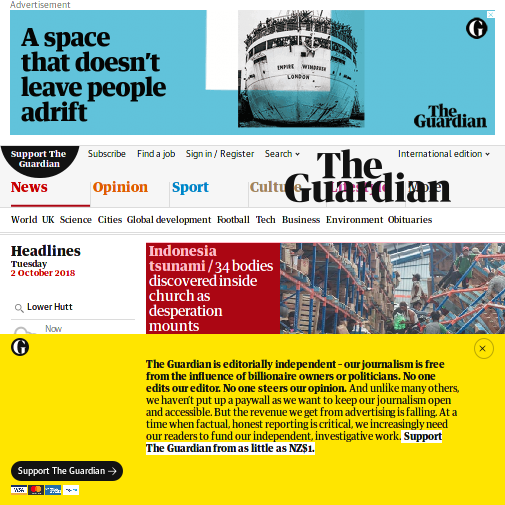 Advertisement
A space
that doesn't
leave people
adrift
EMPIRE WINDRUSH
LONDON
The
Guardian
Support The
Guardian
Subscribe Find a job Sign in / Register Search International edition
The
Guardian
News Opinion Sport Culture Lifestyle More
World UK Science Cities Global development Football Tech Business Environment Obituaries
Headlines
Tuesday
2 October 2018
Lower Hutt
Now
Indonesia
tsunami / 34 bodies
discovered inside
church as
desperation
mounts
The Guardian is editorially independent – our journalism is free
from the influence of billionaire owners or politicians. No one
edits our editor. No one steers our opinion. And unlike many others,
we haven't put up a paywall as we want to keep our journalism open
and accessible. But the revenue we get from advertising is falling. At a
time when factual, honest reporting is critical, we increasingly need
our readers to fund our independent, investigative work. Support
The Guardian from as little as NZ$1.
Support The Guardian
VISA